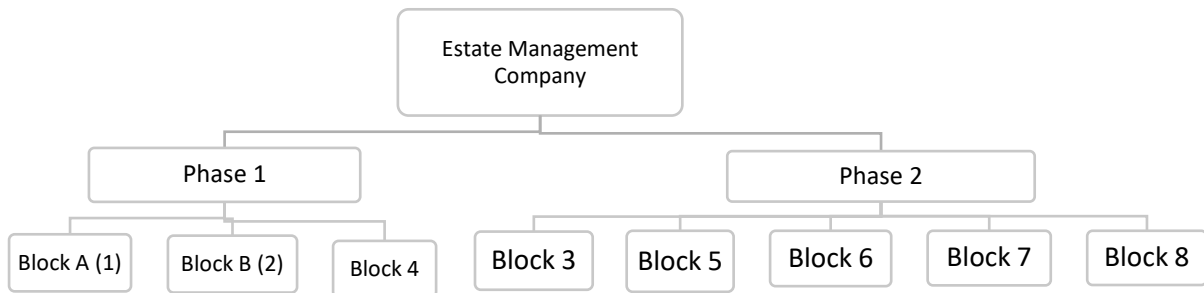 Estate Management
Company
Phase 1
Phase 2
Block A (1)
Block B (2)
Block 4
Block 3
Block 5
Block 6
Block 7
Block 8